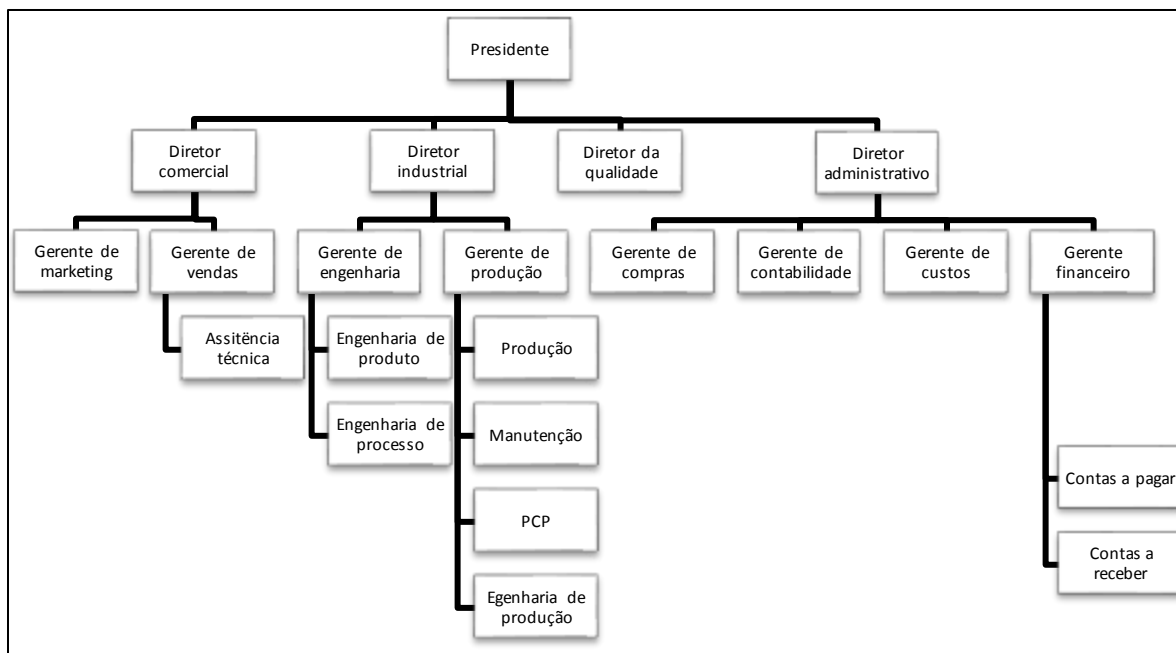 Presidente
Diretor
comercial
Diretor
industrial
Diretor da
qualidade
Diretor
administrativo
Gerente de
marketing
Gerente de
vendas
Gerente de
engenharia
Gerente de
produção
Gerente de
compras
Gerente de
contabilidade
Gerente de
custos
Gerente
financeiro
Assitëncia
técnica
Engenharia de
produto
Produção
Engenharia de
processo
Manutenção
Contas a pagar
PCP
Contas a
receber
Egenharia de
produção